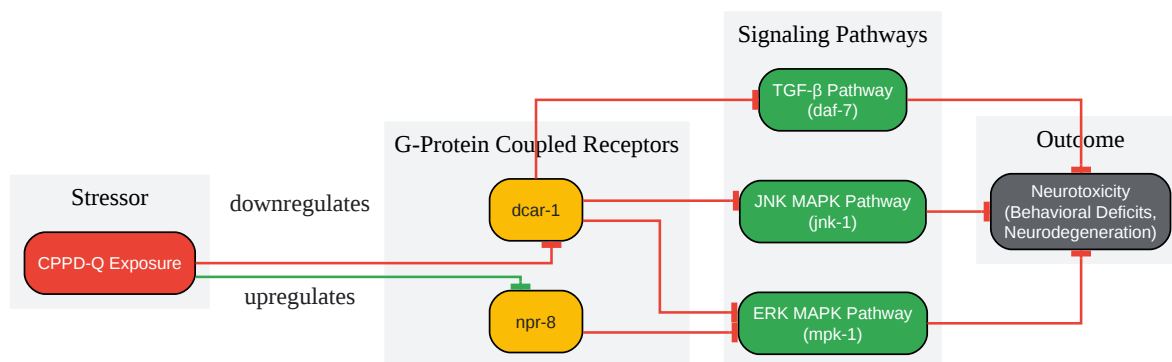 Signaling Pathways
TGF-β Pathway
(daf-7)
G-Protein Coupled Receptors
Outcome
Stressor
downregulates
dcar-1
JNK MAPK Pathway
(jnk-1)
Neurotoxicity
(Behavioral Deficits,
Neurodegeneration)
CPPD-Q Exposure
upregulates
npr-8
ERK MAPK Pathway
(mpk-1)